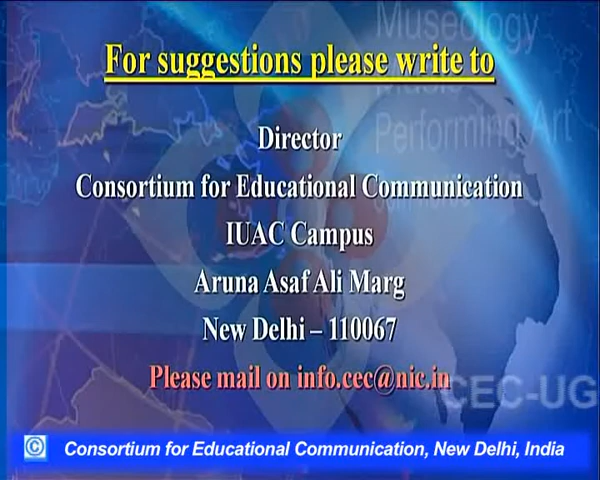 Museology
For suggestions please write to
Music
Performing Art
Director
Consortium for Educational Communication
IUAC Campus
Aruna Asaf Ali Marg
New Delhi – 110067
Please mail on info.cec@nic.in
CEC-UG
© Consortium for Educational Communication, New Delhi, India